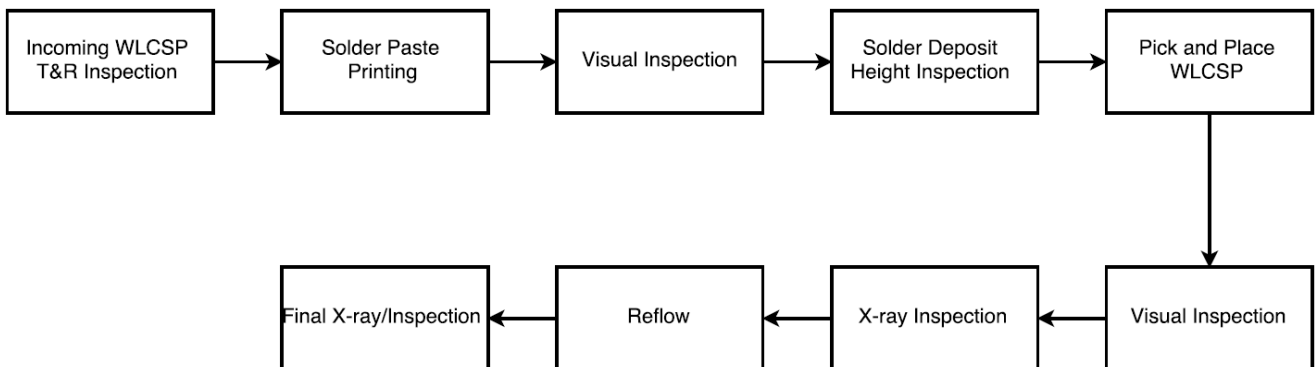 Incoming WLCSP
T&R Inspection
Solder Paste
Printing
Visual Inspection
Solder Deposit
Height Inspection
Pick and Place
WLCSP
Visual Inspection
X-ray Inspection
Reflow
Final X-ray/Inspection